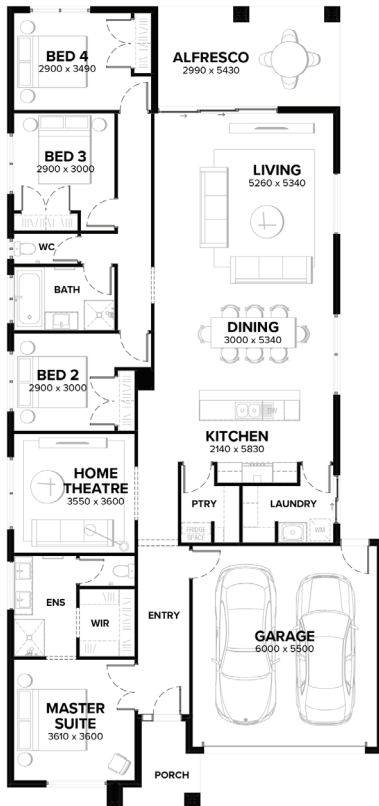 BED 4
2900 x 3490
ALFRESCO
2990 x 5430
BED 3
2900 x 3000
LIVING
5260 x 5340
WC
BATH
DINING
3000 x 5340
BED 2
2900 x 3000
DW
KITCHEN
2140 x 5830
HOME
THEATRE
3550 x 3600
PTRY
LAUNDRY
FRIDGE
SPACE
WM
ENS
WIR
ENTRY
GARAGE
6000 x 5500
MASTER
SUITE
3610 x 3600
PORCH